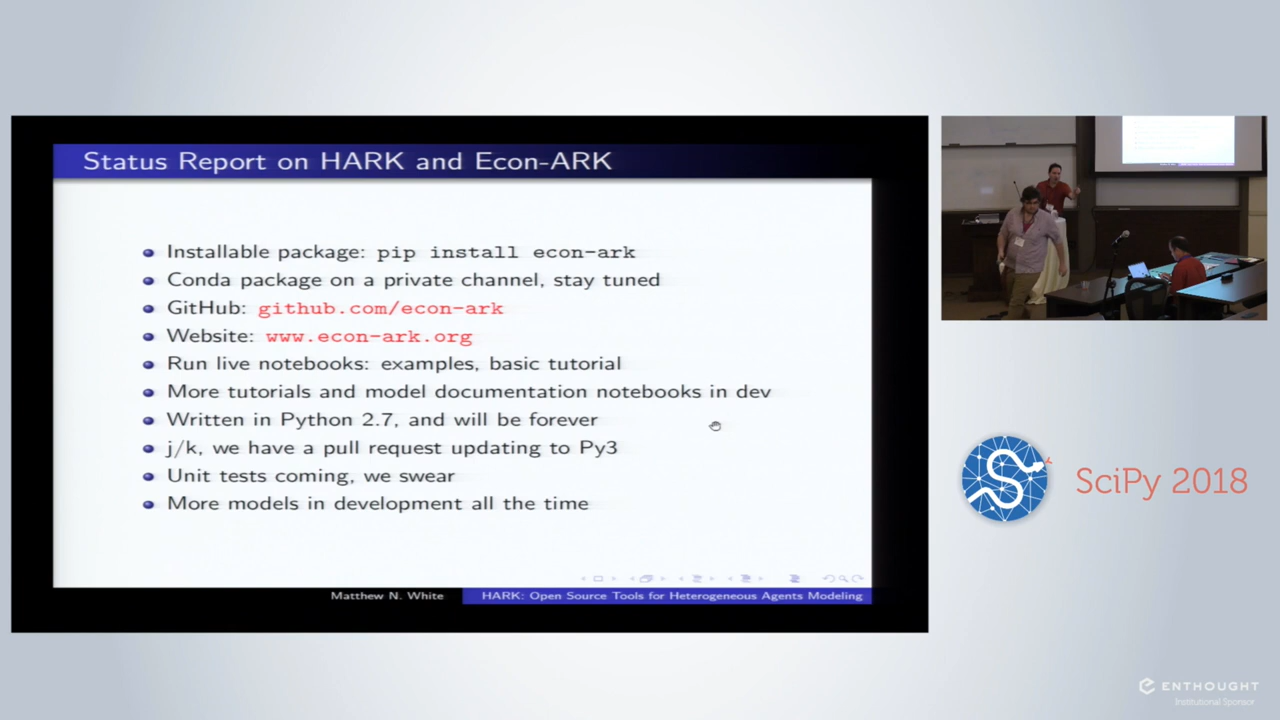 Status Report on HARK and Econ-ARK
Installable package: pip install econ-ark
Conda package on a private channel, stay tuned
GitHub: github.com/econ-ark
Website: www.econ-ark.org
Run live notebooks: examples, basic tutorial
More tutorials and model documentation notebooks in dev
Written in Python 2.7, and will be forever
j/k, we have a pull request updating to Py3
Unit tests coming, we swear
More models in development all the time
Matthew N. White
HARK: Open Source Tools for Heterogeneous Agents Modeling
SciPy 2018
ENTHOUGHT
Institutional Sponsor